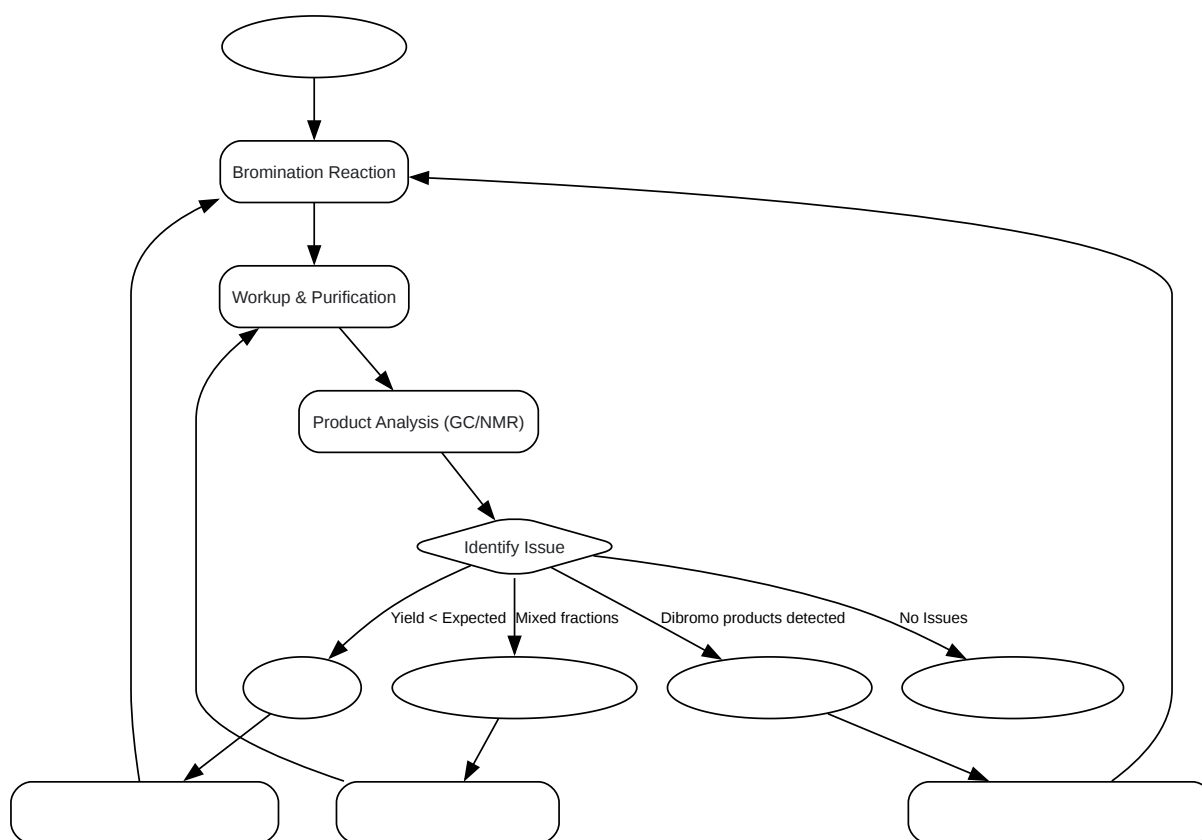 Bromination Reaction
Workup & Purification
Product Analysis (GC/NMR)
Identify Issue
Yield < Expected
Mixed fractions
Dibromo products detected
No Issues